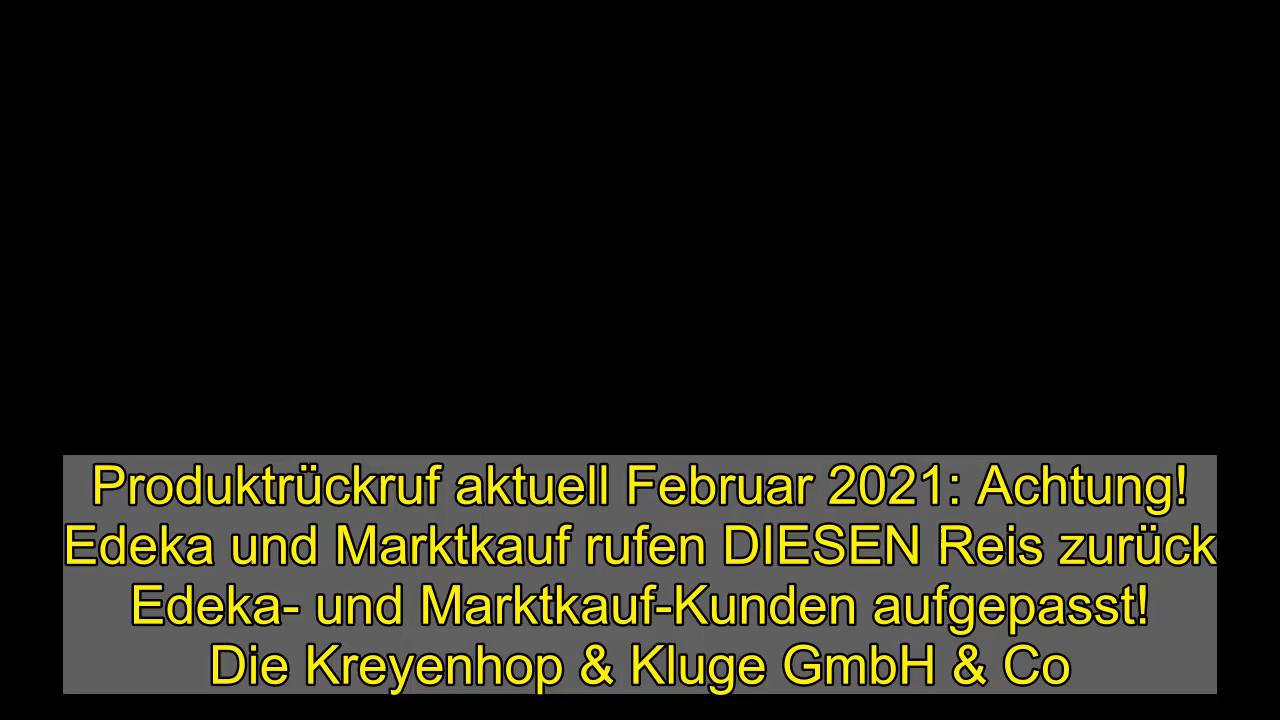 Produktrückruf aktuell Februar 2021: Achtung!
Edeka und Marktkauf rufen DIESEN Reis zurück
Edeka- und Marktkauf-Kunden aufgepasst!
Die Kreyenhop & Kluge GmbH & Co